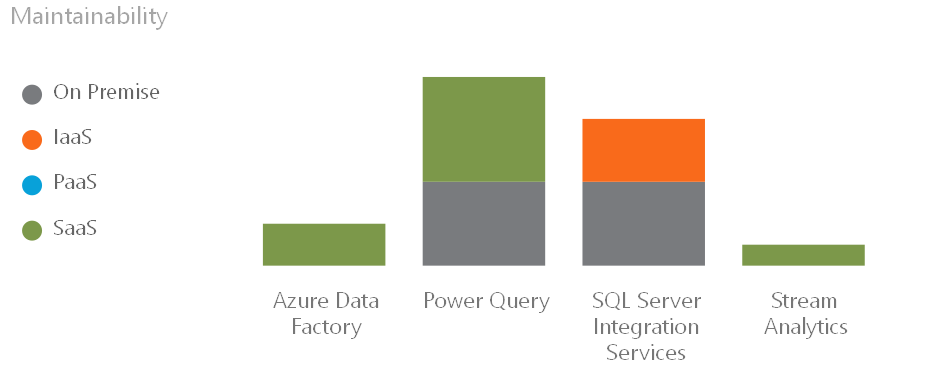 Maintainability
On Premise
IaaS
PaaS
SaaS
Azure Data
Factory
Power Query
SQL Server
Integration
Services
Stream
Analytics